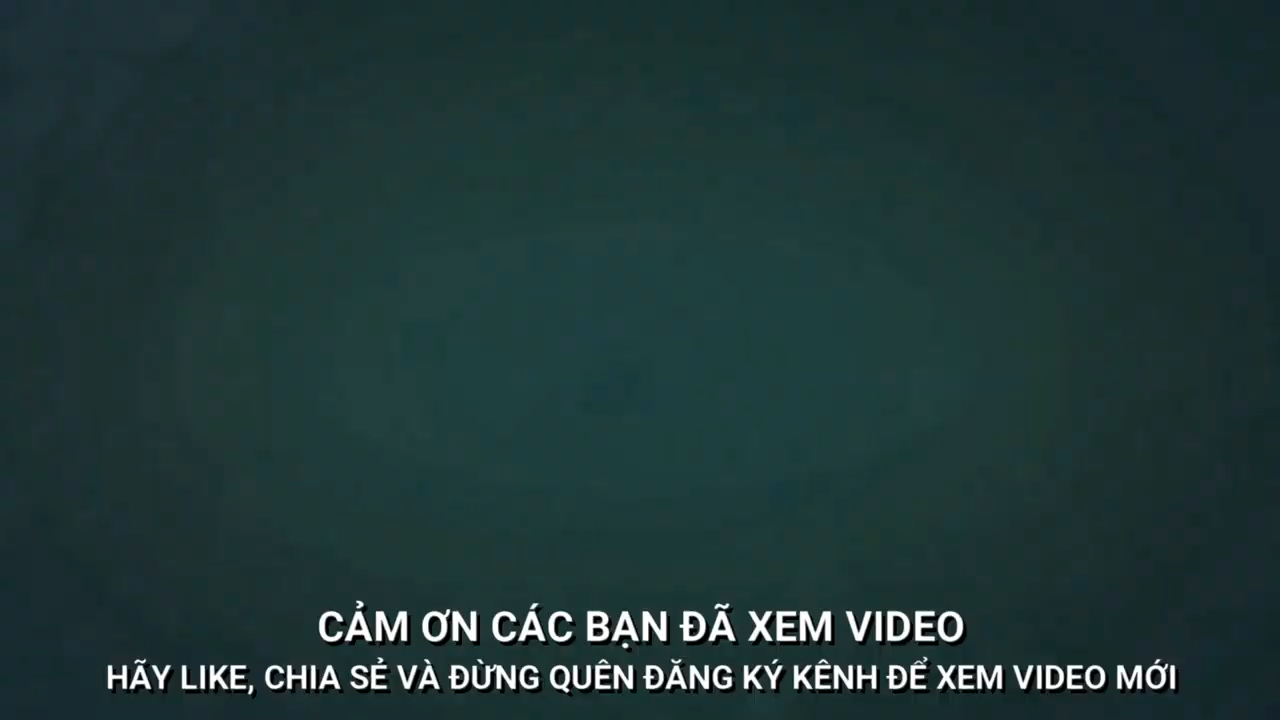 CẢM ƠN CÁC BẠN ĐÃ XEM VIDEO
HÃY LIKE, CHIA SẺ VÀ ĐỪNG QUÊN ĐĂNG KÝ KÊNH ĐỂ XEM VIDEO MỚI